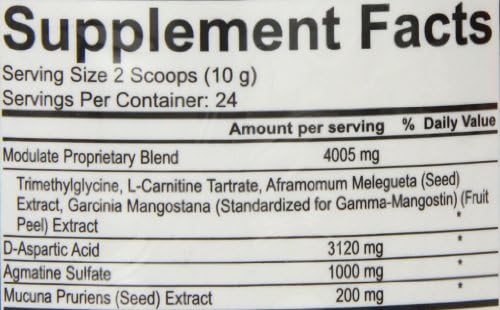 Supplement Facts
Serving Size 2 Scoops (10 g)
Servings Per Container: 24
Amount per serving % Daily Value
Modulate Proprietary Blend 4005 mg
Trimethylglycine, L-Carnitine Tartrate, Aframomum Melegueta (Seed)
Extract, Garcinia Mangostana (Standardized for Gamma-Mangostin) (Fruit
Peel) Extract *
D-Aspartic Acid 3120 mg *
Agmatine Sulfate 1000 mg *
Mucuna Pruriens (Seed) Extract 200 mg *